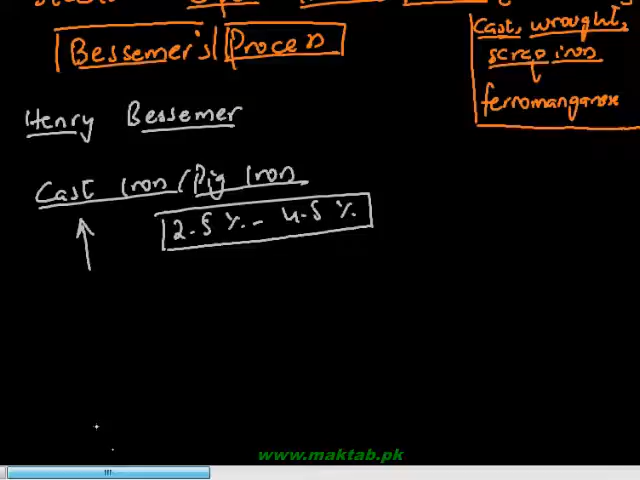 Bessemer's Process
Cast, wrought,
scrap iron
ferromanganese
Henry Bessemer
Cast Iron / Pig Iron
2.5 % - 4.5 %
www.maktab.pk